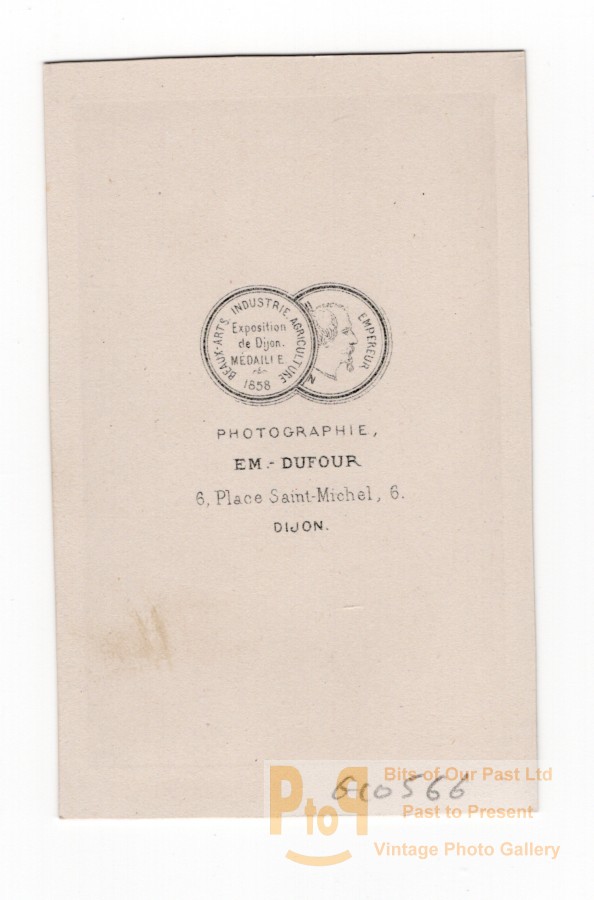 BEAUX-ARTS. INDUSTRIE AGRICULTURE
Exposition
de Dijon.
MÉDAILLE
1858
EMPEREUR
PHOTOGRAPHIE,
EM.- DUFOUR
6, Place Saint-Michel, 6.
DIJON.
PtoP
Bits of Our Past Ltd
Past to Present
Vintage Photo Gallery